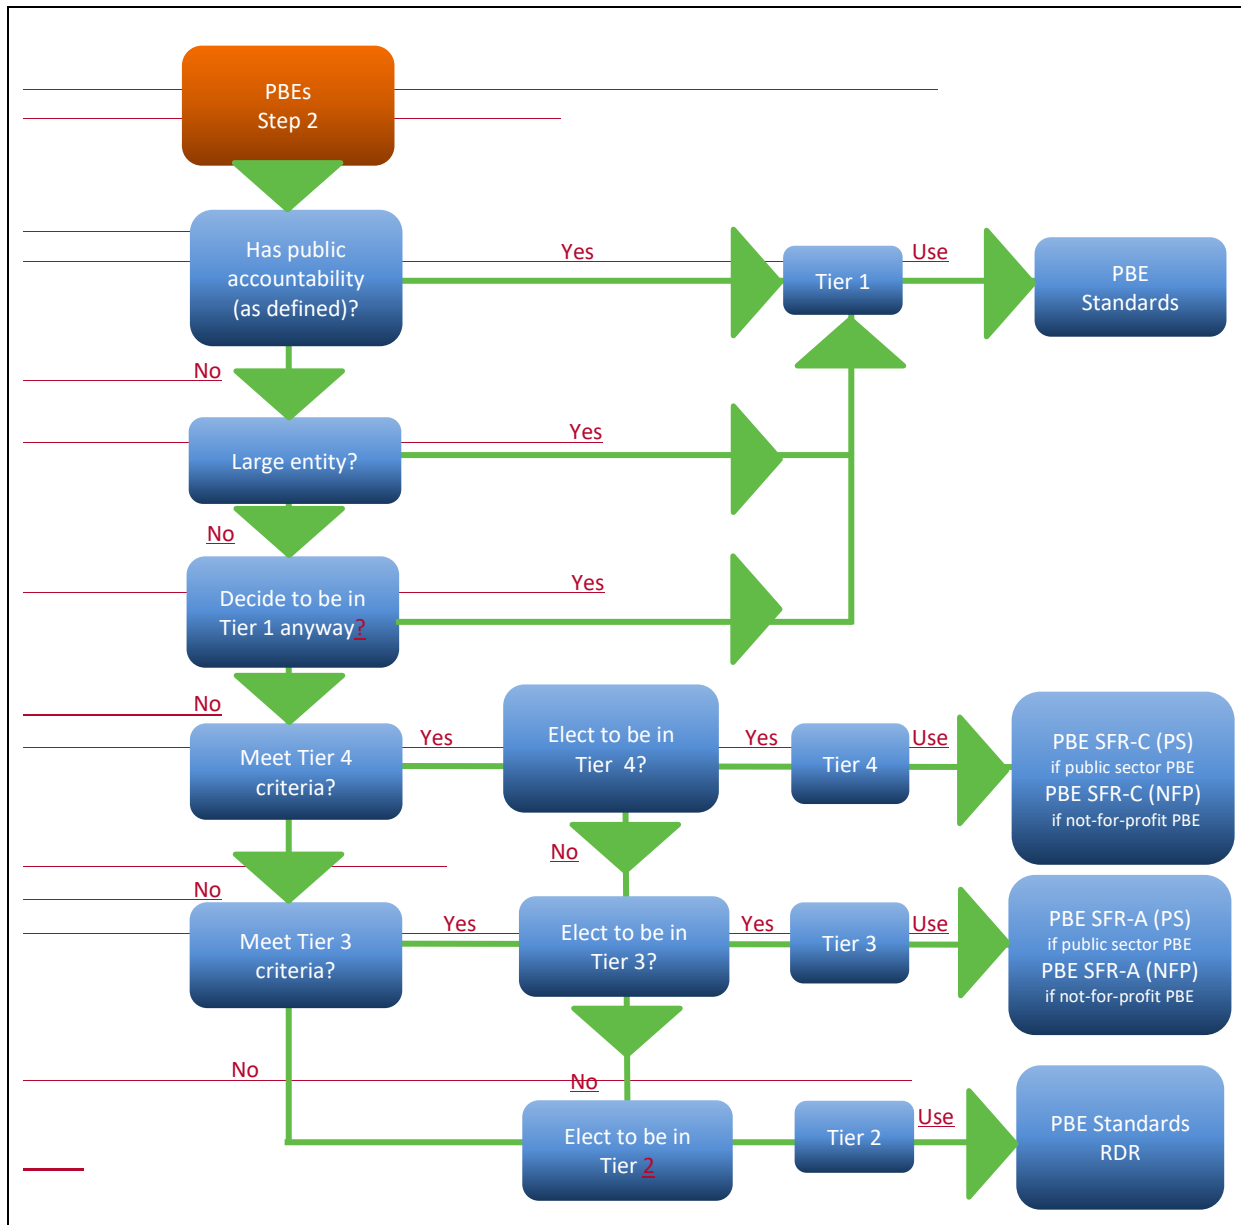 PBEs
Step 2
Has public
accountability
(as defined)?
Yes
Tier 1
Use
PBE
Standards
No
Large entity?
Yes
No
Decide to be in
Tier 1 anyway?
Yes
No
Meet Tier 4
criteria?
Yes
Elect to be in
Tier 4?
Yes
Tier 4
Use
PBE SFR-C (PS)
if public sector PBE
PBE SFR-C (NFP)
if not-for-profit PBE
No
No
Meet Tier 3
criteria?
Yes
Elect to be in
Tier 3?
Yes
Tier 3
Use
PBE SFR-A (PS)
if public sector PBE
PBE SFR-A (NFP)
if not-for-profit PBE
No
No
Elect to be in
Tier 2
Tier 2
Use
PBE Standards
RDR